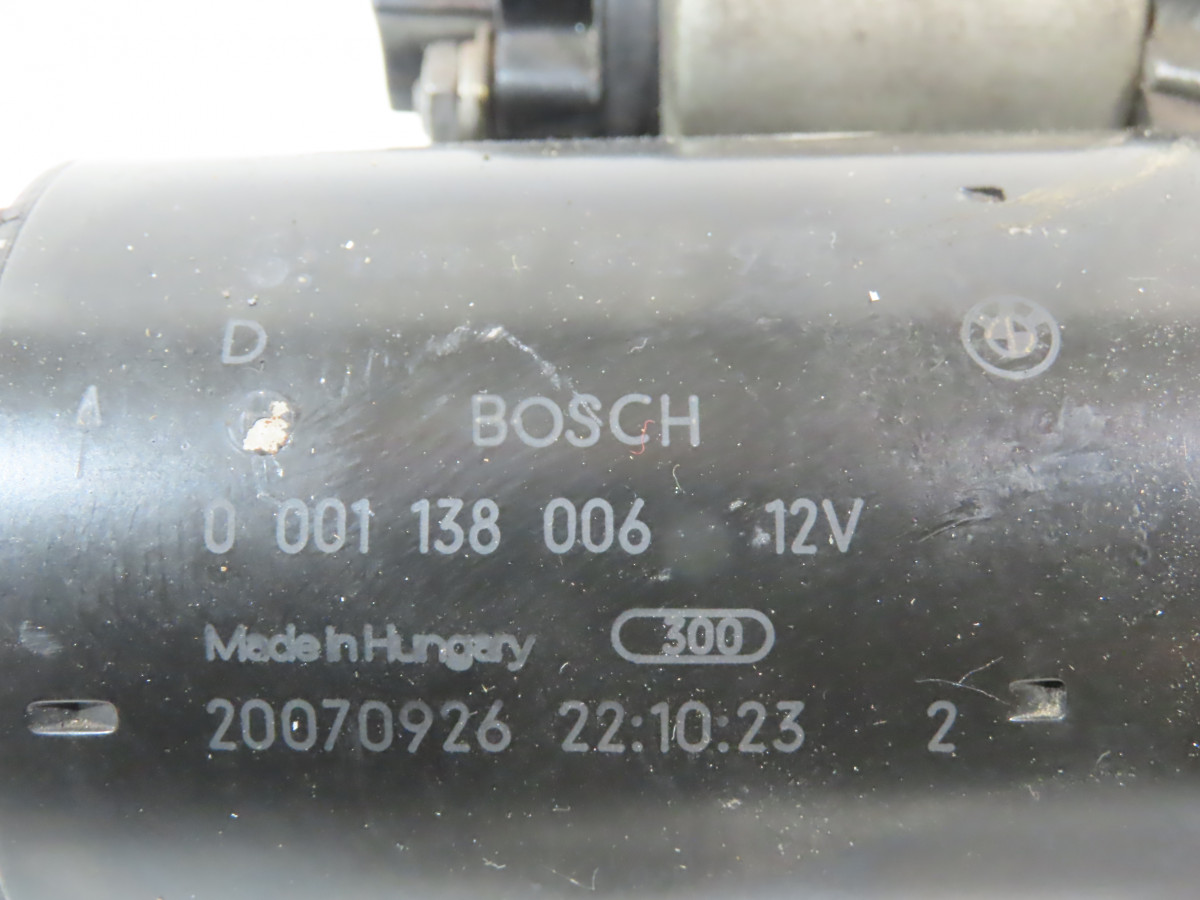 D
BOSCH
0 001 138 006 12V
Made in Hungary 300
20070926 22:10:23 2